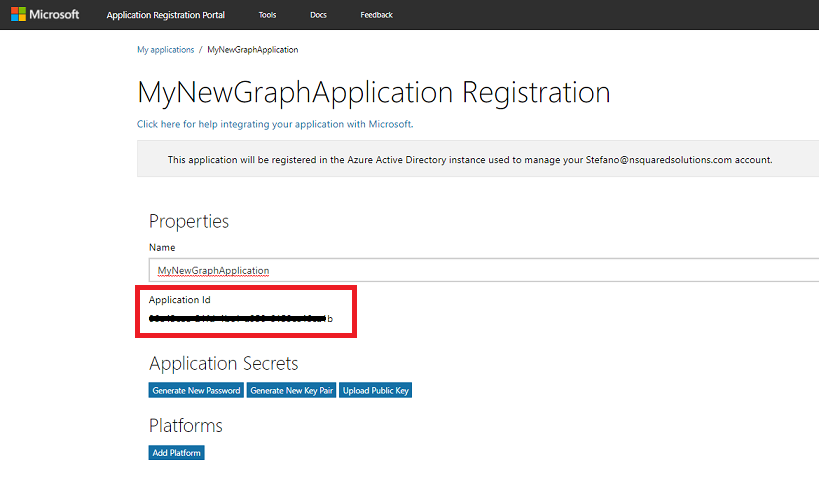 Microsoft Application Registration Portal Tools Docs Feedback
My applications / MyNewGraphApplication
MyNewGraphApplication Registration
Click here for help integrating your application with Microsoft.
This application will be registered in the Azure Active Directory instance used to manage your Stefano@nsquaredsolutions.com account.
Properties
Name
MyNewGraphApplication
Application Id
Application Secrets
Generate New Password Generate New Key Pair Upload Public Key
Platforms
Add Platform